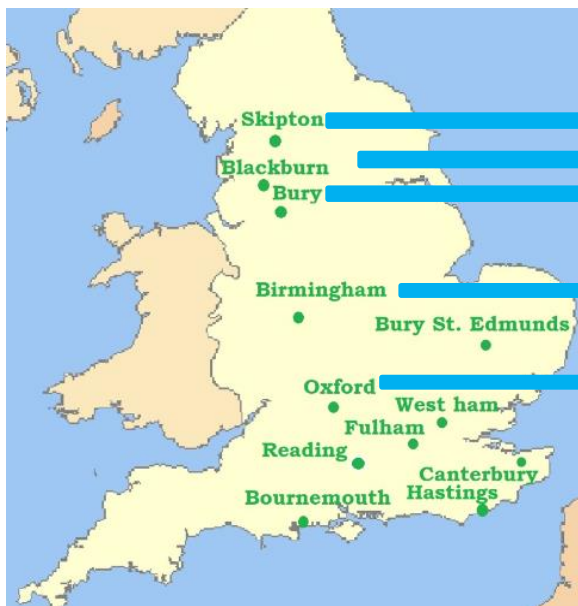 Skipton
Blackburn
Bury
Birmingham
Bury St. Edmunds
Oxford
West ham
Fulham
Reading
Canterbury
Hastings
Bournemouth